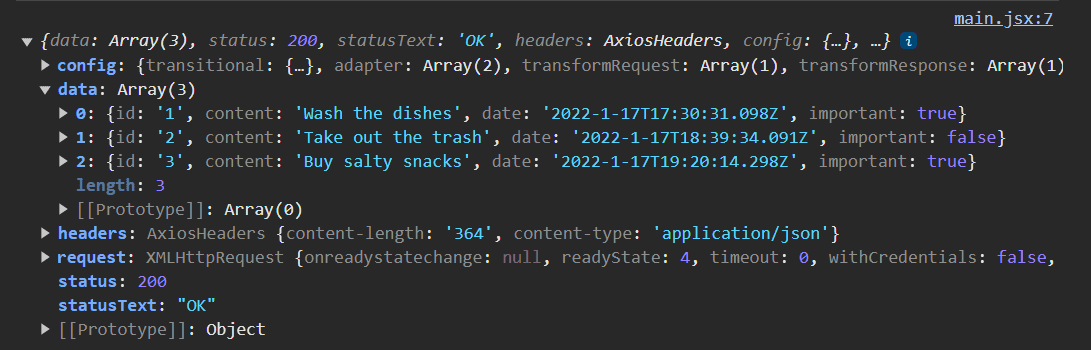 main.jsx:7
{data: Array(3), status: 200, statusText: 'OK', headers: AxiosHeaders, config: {…}, …} i
config: {transitional: {…}, adapter: Array(2), transformRequest: Array(1), transformResponse: Array(1)
data: Array(3)
0: {id: '1', content: 'Wash the dishes', date: '2022-1-17T17:30:31.098Z', important: true}
1: {id: '2', content: 'Take out the trash', date: '2022-1-17T18:39:34.091Z', important: false}
2: {id: '3', content: 'Buy salty snacks', date: '2022-1-17T19:20:14.298Z', important: true}
length: 3
[[Prototype]]: Array(0)
headers: AxiosHeaders {content-length: '364', content-type: 'application/json'}
request: XMLHttpRequest {onreadystatechange: null, readyState: 4, timeout: 0, withCredentials: false,
status: 200
statusText: "OK"
[[Prototype]]: Object